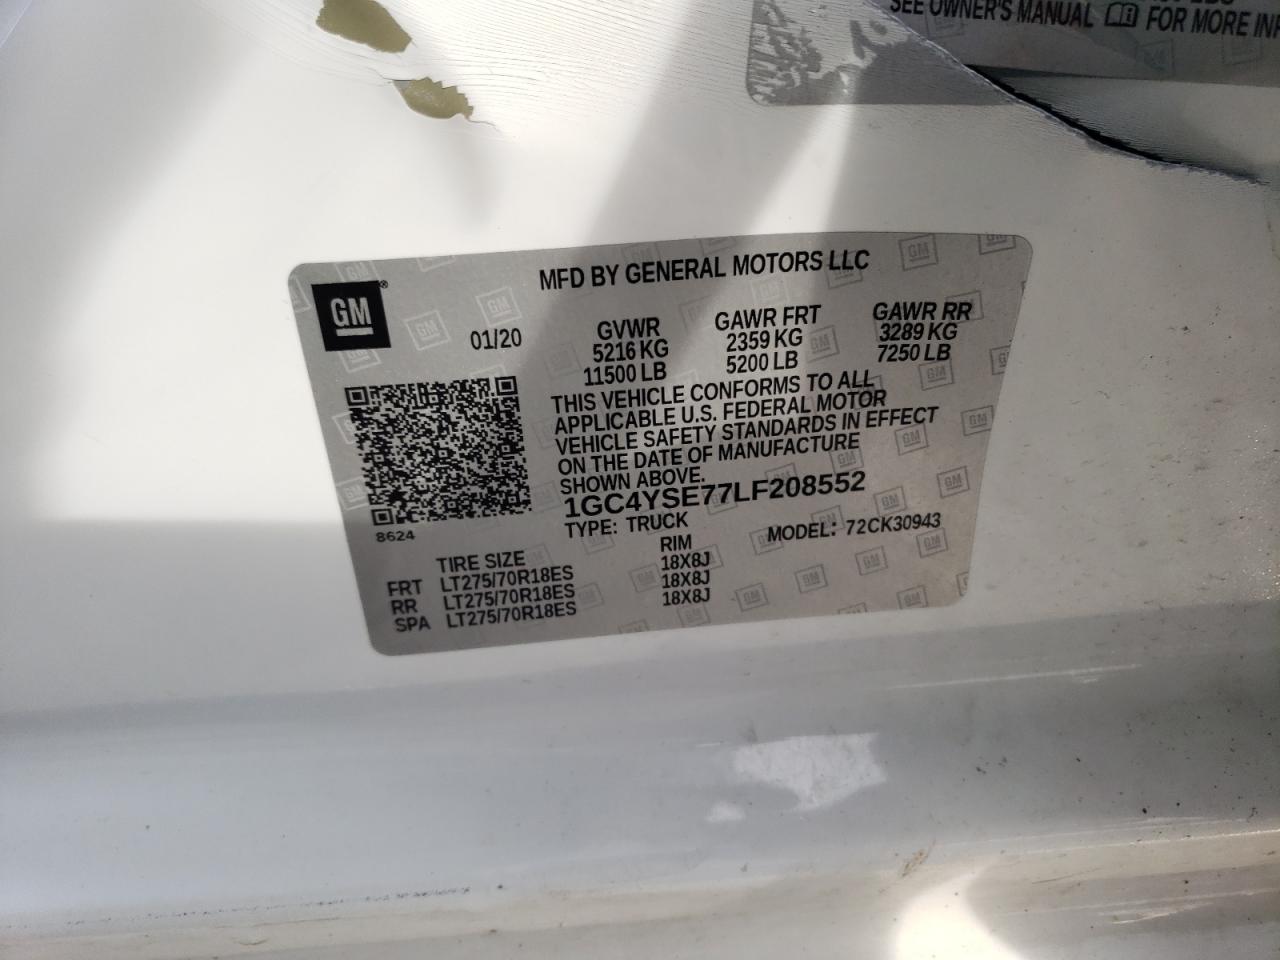 SEE OWNER'S MANUAL FOR MORE
GM®
MFD BY GENERAL MOTORS LLC
01/20
GVWR GAWR FRT GAWR RR
5216 KG 2359 KG 3289 KG
11500 LB 5200 LB 7250 LB
THIS VEHICLE CONFORMS TO ALL
APPLICABLE U.S. FEDERAL MOTOR
VEHICLE SAFETY STANDARDS IN EFFECT
ON THE DATE OF MANUFACTURE
SHOWN ABOVE.
1GC4YSE77LF208552
TYPE: TRUCK MODEL: 72CK30943
8624
TIRE SIZE RIM
FRT LT275/70R18ES 18X8J
RR LT275/70R18ES 18X8J
SPA LT275/70R18ES 18X8J